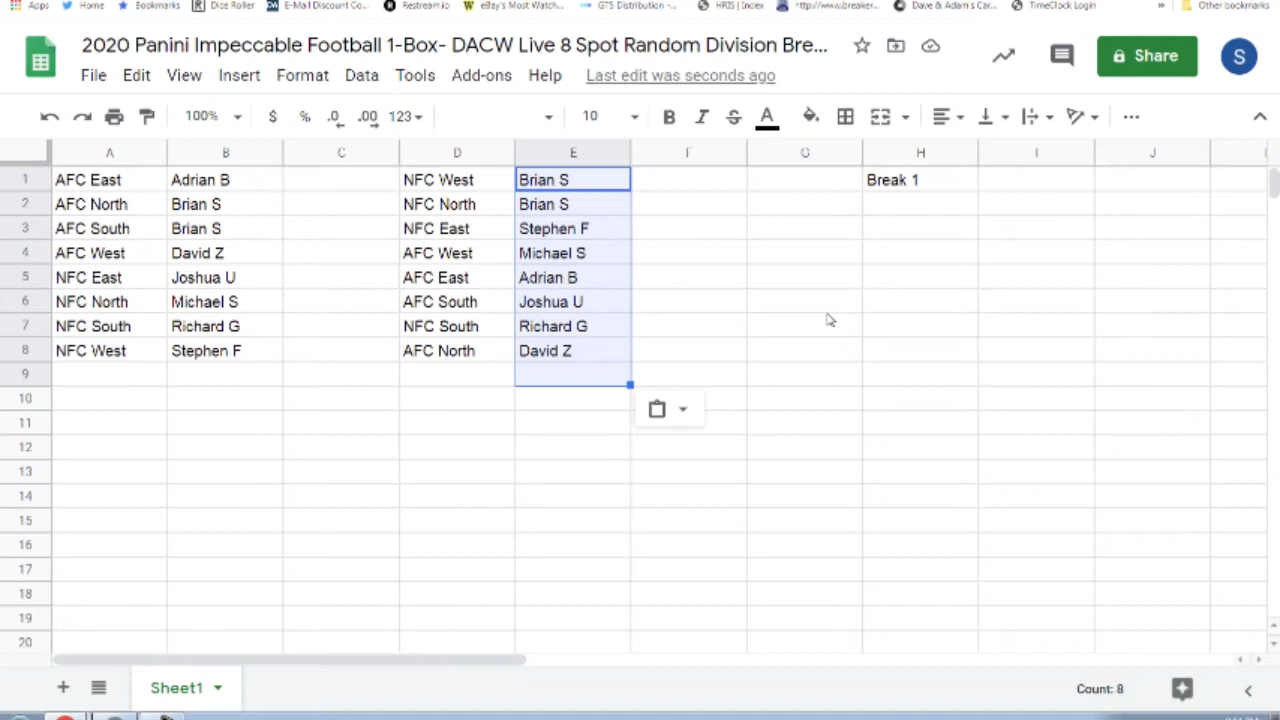 Apps Home Bookmarks Dice Roller E-Mail Discount Co... Restream.io eBay's Most Watch... GTS Distribution -... HRIS | Index http://www.breaker... Dave & Adam's Car... TimeClock Login » Other bookmarks
2020 Panini Impeccable Football 1-Box- DACW Live 8 Spot Random Division Bre...
Share
S
File Edit View Insert Format Data Tools Add-ons Help Last edit was seconds ago
100% $ % .0 .00 123 10 B I S A
A B C D E F G H I J
1 AFC East Adrian B NFC West Brian S Break 1
2 AFC North Brian S NFC North Brian S
3 AFC South Brian S NFC East Stephen F
4 AFC West David Z AFC West Michael S
5 NFC East Joshua U AFC East Adrian B
6 NFC North Michael S AFC South Joshua U
7 NFC South Richard G NFC South Richard G
8 NFC West Stephen F AFC North David Z
9
10
11
12
13
14
15
16
17
18
19
20
Sheet1 Count: 8